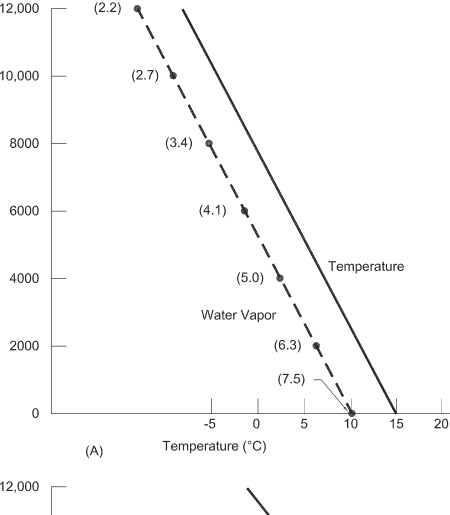 12,000 (2.2)
10,000 (2.7)
8000 (3.4)
6000 (4.1)
Temperature
4000 (5.0)
Water Vapor
2000 (6.3)
(7.5)
0
-5 0 5 10 15 20
Temperature (°C)
(A)
12,000